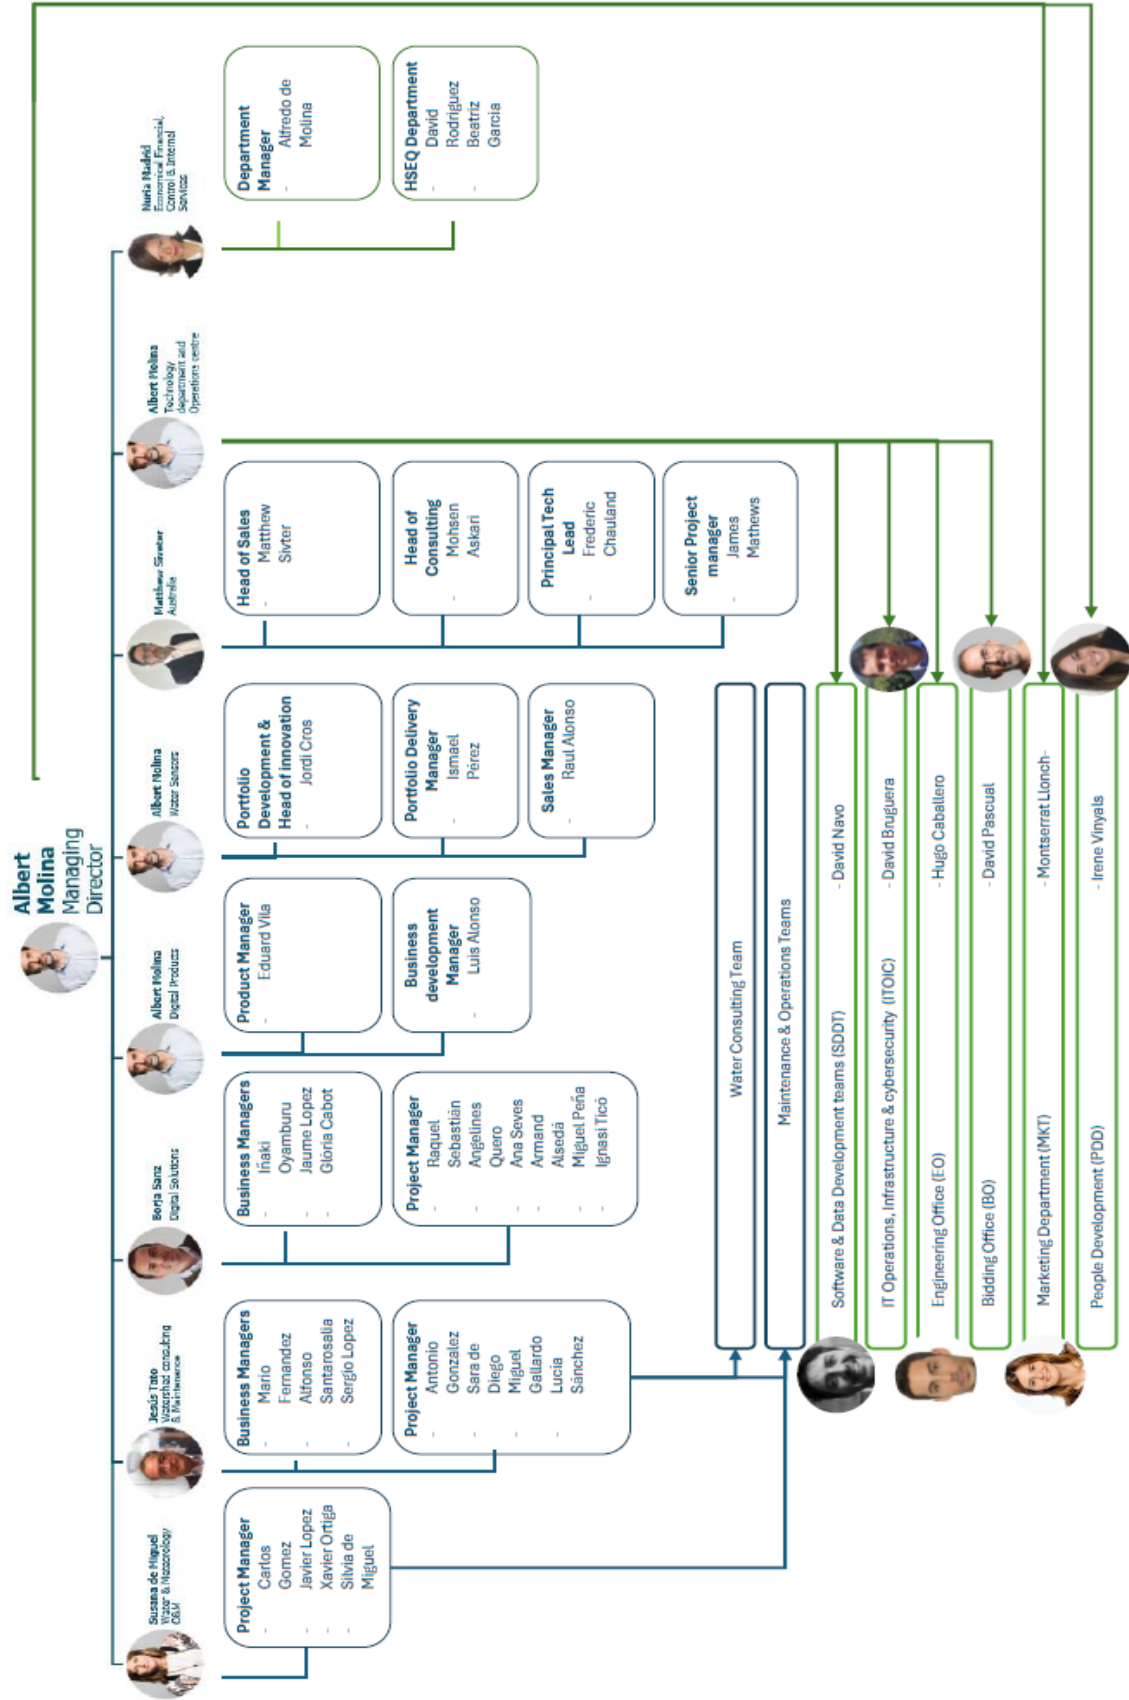 Albert
Molina
Managing
Director
Susana de Miguel
Water & Meteorology
O&M
Jesús Tato
Watershed consulting
& Maintenance
Borja Sanz
Digital Solutions
Albert Molina
Digital Products
Albert Molina
Water Sensors
Matthew Siveter
Australia
Albert Molina
Technology
department and
Operations centre
Nuria Madrid
Economical Financial,
Control & Internal
Services
Project Manager
- Carlos
Gomez
- Javier Lopez
- Xavier Ortiga
- Silvia de
Miguel
Business Managers
- Mario
Fernandez
- Alfonso
Santarosalia
- Sergio Lopez
Project Manager
- Antonio
Gonzalez
- Sara de
Diego
- Miguel
Gallardo
- Lucia
Sánchez
Business Managers
- Iñaki
Oyamburu
- Jaume Lopez
- Glòria Cabot
Project Manager
- Raquel
Sebastián
- Angelines
Quero
- Ana Seves
- Armand
Alsedá
- Miguel Peña
- Ignasi Ticó
Product Manager
- Eduard Vila
Business
development
Manager
- Luis Alonso
Portfolio
Development &
Head of innovation
- Jordi Cros
Portfolio Delivery
Manager
- Ismael
Pérez
Sales Manager
- Raul Alonso
Head of Sales
- Matthew
Sivter
Head of
Consulting
- Mohsen
Askari
Principal Tech
Lead
- Frederic
Chauland
Senior Project
manager
- James
Mathews
Department
Manager
- Alfredo de
Molina
HSEQ Department
- David
Rodriguez
- Beatriz
Garcia
Water Consulting Team
Maintenance & Operations Teams
Software & Data Development teams (SDDT) - David Navo
IT Operations, Infrastructure & cybersecurity (ITOIC) - David Bruguera
Engineering Office (EO) - Hugo Caballero
Bidding Office (BO) - David Pascual
Marketing Department (MKT) - Montserrat Llonch-
People Development (PDD) - Irene Vinyals